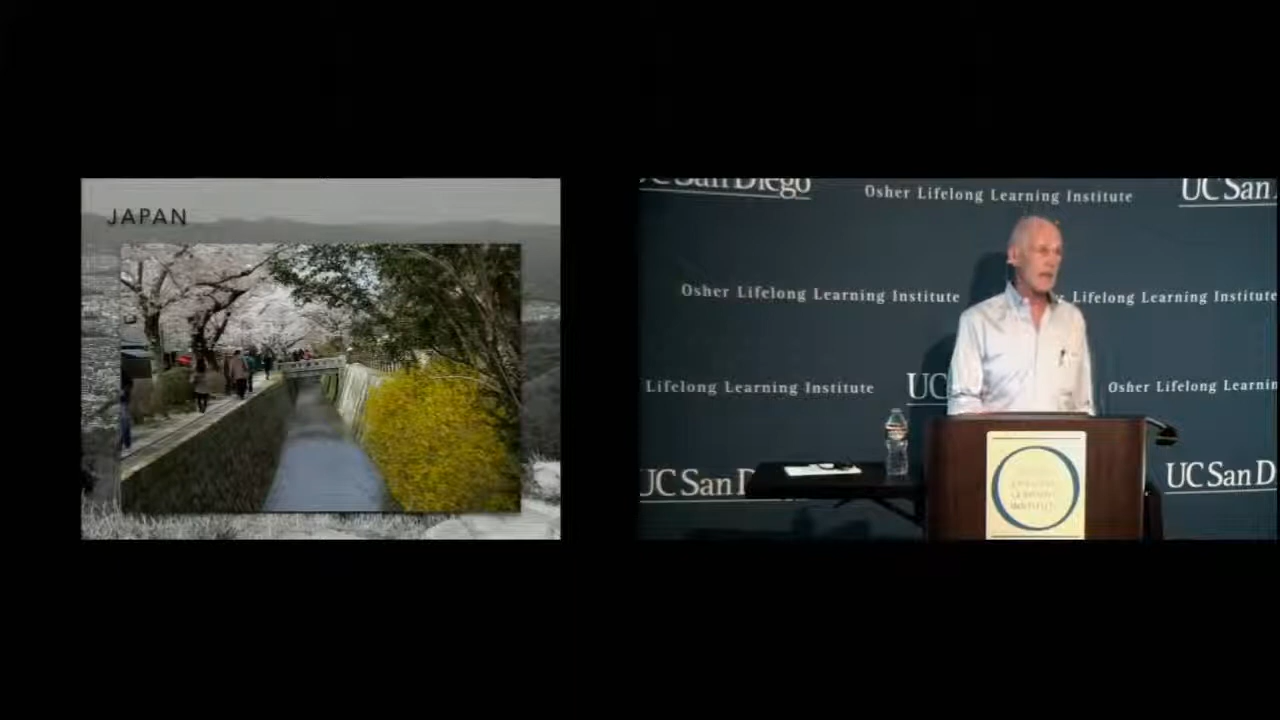 JAPAN
UC San Diego
Osher Lifelong Learning Institute
UC San
Osher Lifelong Learning Institute
Lifelong Learning Institute
Lifelong Learning Institute
UC
Osher Lifelong Learnin
UC San D
UC San D